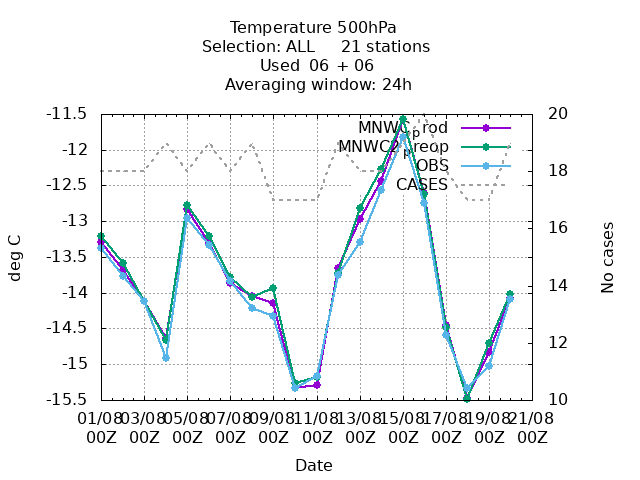 Temperature 500hPa
Selection: ALL 21 stations
Used 06 + 06
Averaging window: 24h
-11.5
-12
-12.5
-13
-13.5
-14
-14.5
-15
-15.5
deg C
20
18
16
14
12
10
No cases
MNWC_prod
MNWC_preop
OBS
CASES
01/08 03/08 05/08 07/08 09/08 11/08 13/08 15/08 17/08 19/08 21/08
00Z 00Z 00Z 00Z 00Z 00Z 00Z 00Z 00Z 00Z 00Z
Date